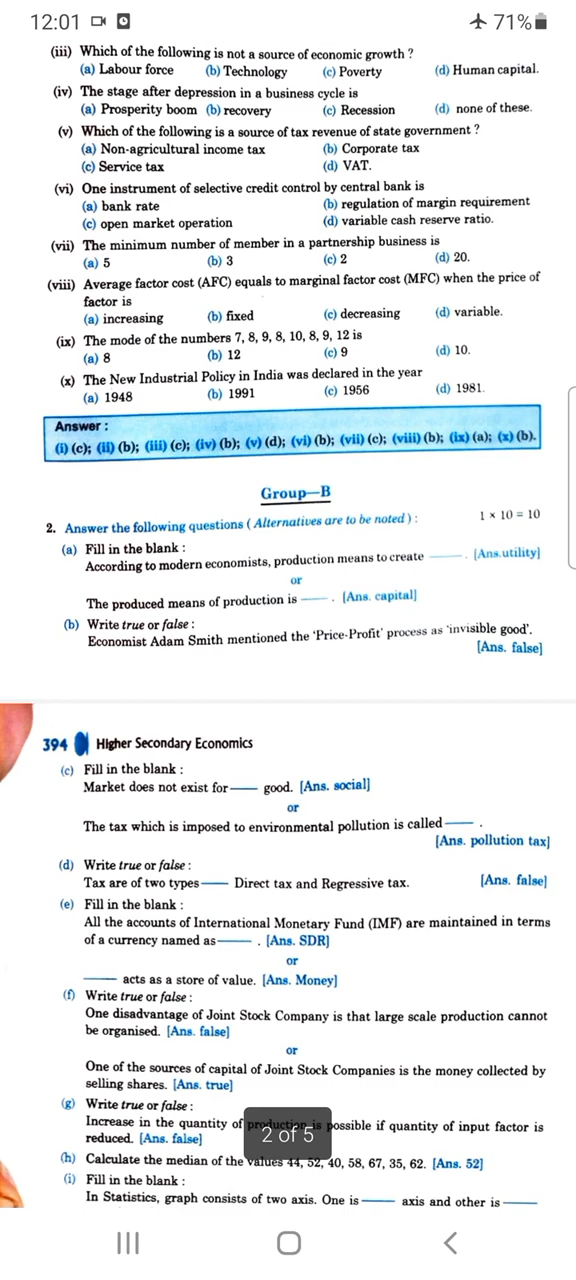 12:01 71%
(iii) Which of the following is not a source of economic growth ?
(a) Labour force (b) Technology (c) Poverty (d) Human capital.
(iv) The stage after depression in a business cycle is
(a) Prosperity boom (b) recovery (c) Recession (d) none of these.
(v) Which of the following is a source of tax revenue of state government ?
(a) Non-agricultural income tax (b) Corporate tax
(c) Service tax (d) VAT.
(vi) One instrument of selective credit control by central bank is
(a) bank rate (b) regulation of margin requirement
(c) open market operation (d) variable cash reserve ratio.
(vii) The minimum number of member in a partnership business is
(a) 5 (b) 3 (c) 2 (d) 20.
(viii) Average factor cost (AFC) equals to marginal factor cost (MFC) when the price of
factor is
(a) increasing (b) fixed (c) decreasing (d) variable.
(ix) The mode of the numbers 7, 8, 9, 8, 10, 8, 9, 12 is
(a) 8 (b) 12 (c) 9 (d) 10.
(x) The New Industrial Policy in India was declared in the year
(a) 1948 (b) 1991 (c) 1956 (d) 1981.
Answer :
(i) (c); (ii) (b); (iii) (c); (iv) (b); (v) (d); (vi) (b); (vii) (c); (viii) (b); (ix) (a); (x) (b).
Group—B
2. Answer the following questions ( Alternatives are to be noted ) : 1 × 10 = 10
(a) Fill in the blank :
According to modern economists, production means to create —— . [Ans.utility]
or
The produced means of production is —— . [Ans. capital]
(b) Write true or false :
Economist Adam Smith mentioned the 'Price-Profit' process as 'invisible good'.
[Ans. false]
394 Higher Secondary Economics
(c) Fill in the blank :
Market does not exist for —— good. [Ans. social]
or
The tax which is imposed to environmental pollution is called —— .
[Ans. pollution tax]
(d) Write true or false :
Tax are of two types —— Direct tax and Regressive tax. [Ans. false]
(e) Fill in the blank :
All the accounts of International Monetary Fund (IMF) are maintained in terms
of a currency named as —— . [Ans. SDR]
or
—— acts as a store of value. [Ans. Money]
(f) Write true or false :
One disadvantage of Joint Stock Company is that large scale production cannot
be organised. [Ans. false]
or
One of the sources of capital of Joint Stock Companies is the money collected by
selling shares. [Ans. true]
(g) Write true or false :
Increase in the quantity of production is possible if quantity of input factor is
reduced. [Ans. false]
2 of 5
(h) Calculate the median of the values 44, 52, 40, 58, 67, 35, 62. [Ans. 52]
(i) Fill in the blank :
In Statistics, graph consists of two axis. One is —— axis and other is ——